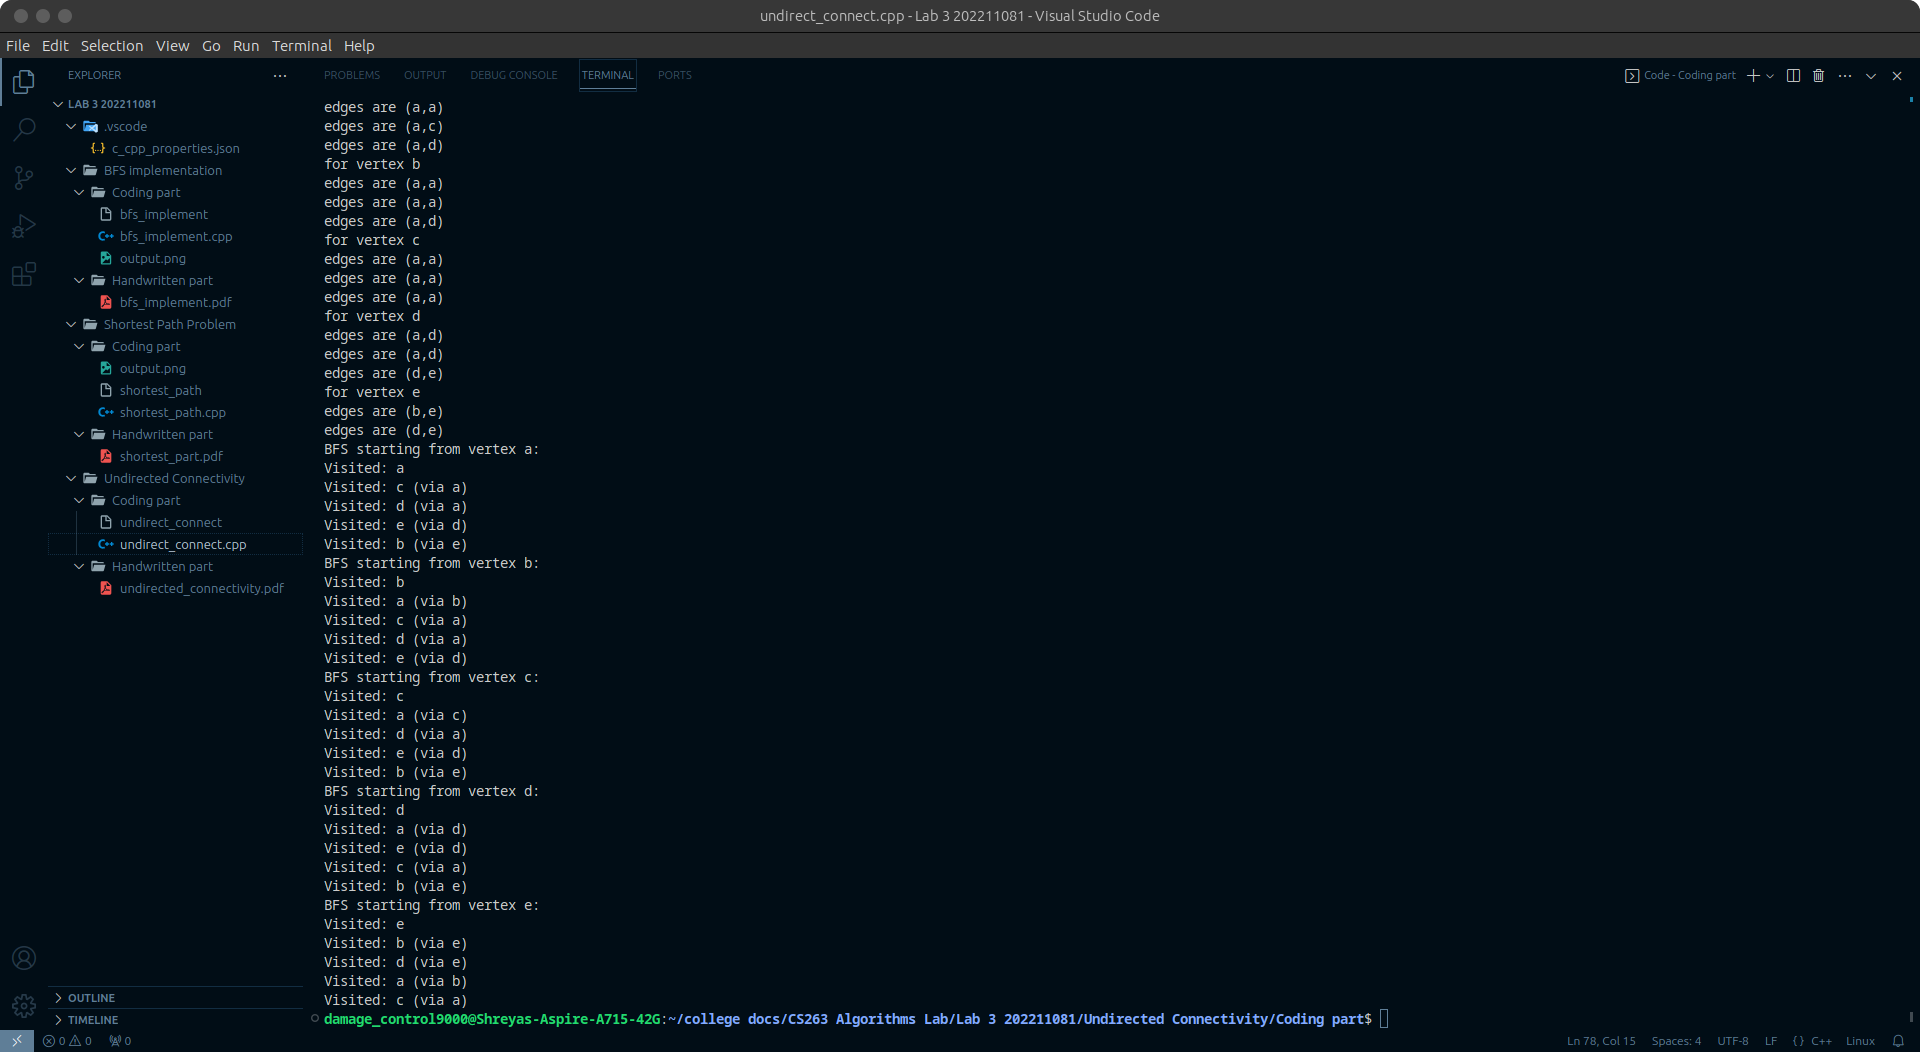 undirect_connect.cpp - Lab 3 202211081 - Visual Studio Code
File Edit Selection View Go Run Terminal Help
EXPLORER
LAB 3 202211081
.vscode
c_cpp_properties.json
BFS implementation
Coding part
bfs_implement
bfs_implement.cpp
output.png
Handwritten part
bfs_implement.pdf
Shortest Path Problem
Coding part
output.png
shortest_path
shortest_path.cpp
Handwritten part
shortest_part.pdf
Undirected Connectivity
Coding part
undirect_connect
undirect_connect.cpp
Handwritten part
undirected_connectivity.pdf
OUTLINE
TIMELINE
PROBLEMS OUTPUT DEBUG CONSOLE TERMINAL PORTS
Code - Coding part
edges are (a,a)
edges are (a,c)
edges are (a,d)
for vertex b
edges are (a,a)
edges are (a,a)
edges are (a,d)
for vertex c
edges are (a,a)
edges are (a,a)
edges are (a,a)
for vertex d
edges are (a,d)
edges are (a,d)
edges are (d,e)
for vertex e
edges are (b,e)
edges are (d,e)
BFS starting from vertex a:
Visited: a
Visited: c (via a)
Visited: d (via a)
Visited: e (via d)
Visited: b (via e)
BFS starting from vertex b:
Visited: b
Visited: a (via b)
Visited: c (via a)
Visited: d (via a)
Visited: e (via d)
BFS starting from vertex c:
Visited: c
Visited: a (via c)
Visited: d (via a)
Visited: e (via d)
Visited: b (via e)
BFS starting from vertex d:
Visited: d
Visited: a (via d)
Visited: e (via d)
Visited: c (via a)
Visited: b (via e)
BFS starting from vertex e:
Visited: e
Visited: b (via e)
Visited: d (via e)
Visited: a (via b)
Visited: c (via a)
damage_control9000@Shreyas-Aspire-A715-42G:~/college docs/CS263 Algorithms Lab/Lab 3 202211081/Undirected Connectivity/Coding part$
0 0 0
Ln 78, Col 15 Spaces: 4 UTF-8 LF {} C++ Linux